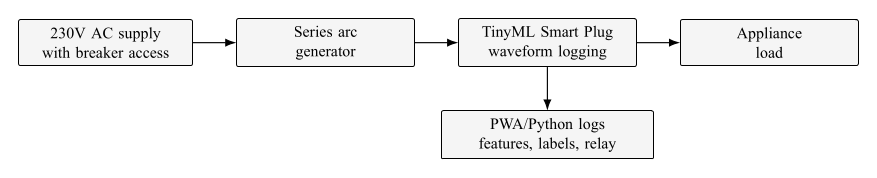 230V AC supply
with breaker access
Series arc
generator
TinyML Smart Plug
waveform logging
Appliance
load
PWA/Python logs
features, labels, relay